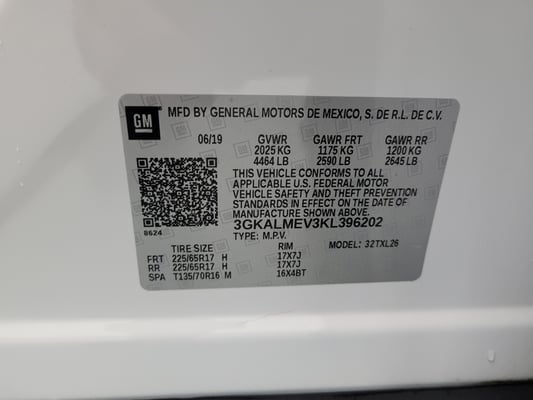 GM
MFD BY GENERAL MOTORS DE MEXICO, S. DE R.L. DE C.V.
06/19 GVWR GAWR FRT GAWR RR
2025 KG 1175 KG 1200 KG
4464 LB 2590 LB 2645 LB
THIS VEHICLE CONFORMS TO ALL
APPLICABLE U.S. FEDERAL MOTOR
VEHICLE SAFETY AND THEFT PREVENTION
STANDARDS IN EFFECT ON THE DATE OF
MANUFACTURE SHOWN ABOVE.
8624
3GKALMEV3KL396202
TYPE: M.P.V.
MODEL: 32TXL26
TIRE SIZE RIM
FRT 225/65R17 H 17X7J
RR 225/65R17 H 17X7J
SPA T135/70R16 M 16X4BT